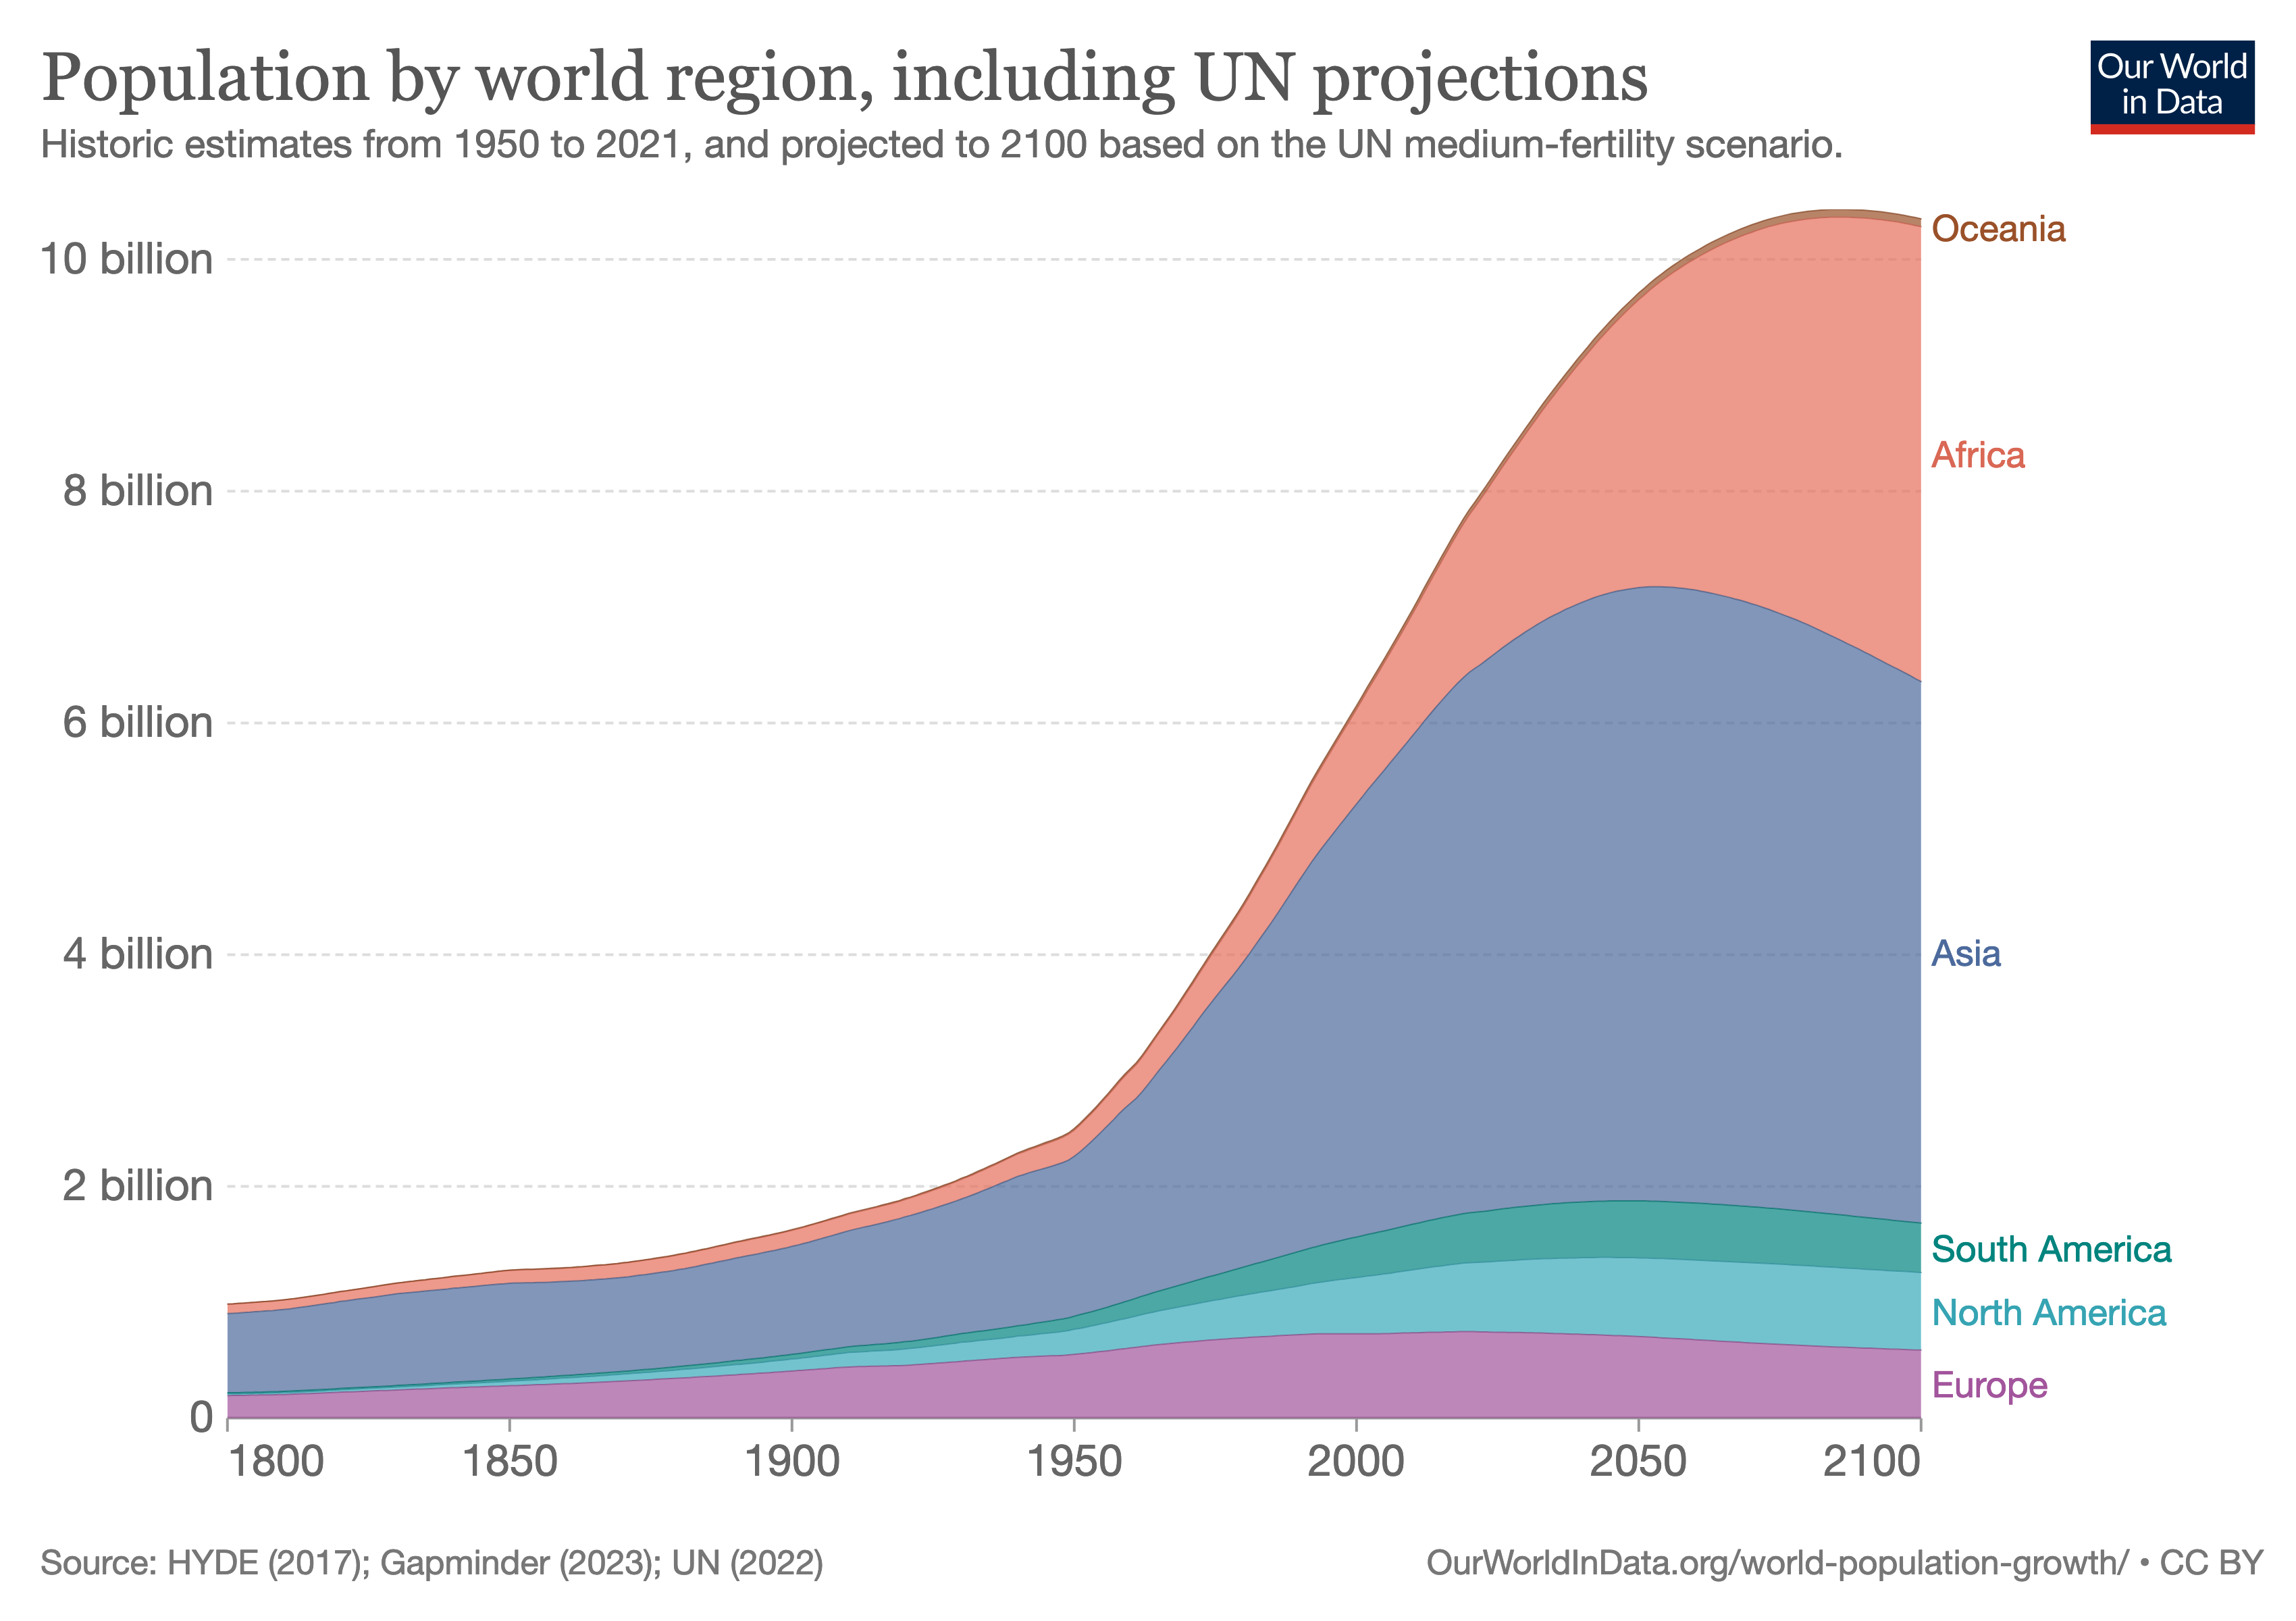 Population by world region, including UN projections
Our World
in Data
Historic estimates from 1950 to 2021, and projected to 2100 based on the UN medium-fertility scenario.
10 billion
8 billion
6 billion
4 billion
2 billion
0
Oceania
Africa
Asia
South America
North America
Europe
1800 1850 1900 1950 2000 2050 2100
Source: HYDE (2017); Gapminder (2023); UN (2022)
OurWorldInData.org/world-population-growth/ • CC BY